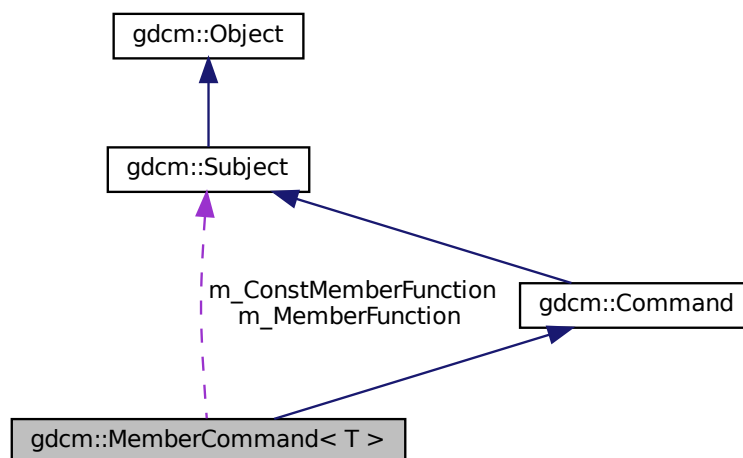 gdcm::Object
gdcm::Subject
m_ConstMemberFunction
m_MemberFunction
gdcm::Command
gdcm::MemberCommand< T >